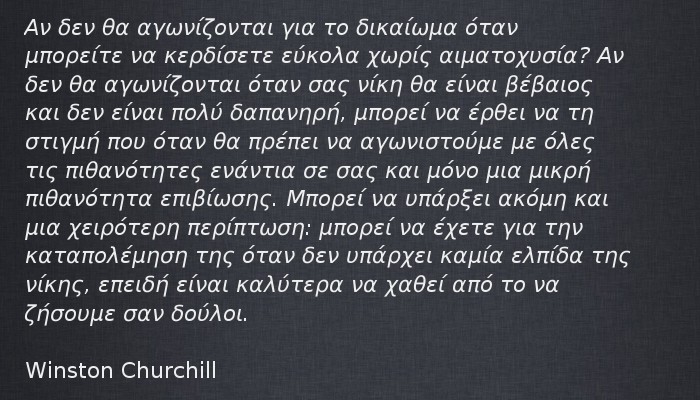 Αν δεν θα αγωνίζονται για το δικαίωμα όταν
μπορείτε να κερδίσετε εύκολα χωρίς αιματοχυσία? Αν
δεν θα αγωνίζονται όταν σας νίκη θα είναι βέβαιος
και δεν είναι πολύ δαπανηρή, μπορεί να έρθει να τη
στιγμή που όταν θα πρέπει να αγωνιστούμε με όλες
τις πιθανότητες ενάντια σε σας και μόνο μια μικρή
πιθανότητα επιβίωσης. Μπορεί να υπάρξει ακόμη και
μια χειρότερη περίπτωση: μπορεί να έχετε για την
καταπολέμηση της όταν δεν υπάρχει καμία ελπίδα της
νίκης, επειδή είναι καλύτερα να χαθεί από το να
ζήσουμε σαν δούλοι.
Winston Churchill